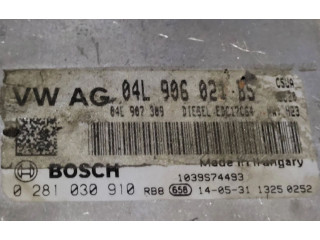 VW AG 04L 906 02 BS
04L 907 309 DIESEL EDC17C64
BOSCH
Made in Hungary
1039S74493
0 281 030 910 RB8 658 14-05-31 1325 0252